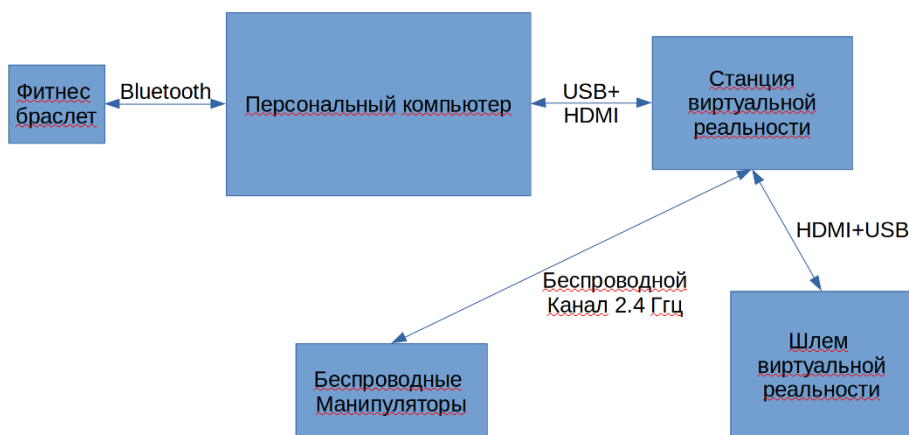 Фитнес
браслет
Bluetooth
Персональный компьютер
USB+
HDMI
Станция
виртуальной
реальности
HDMI+USB
Беспроводной
Канал 2.4 Ггц
Беспроводные
Манипуляторы
Шлем
виртуальной
реальности